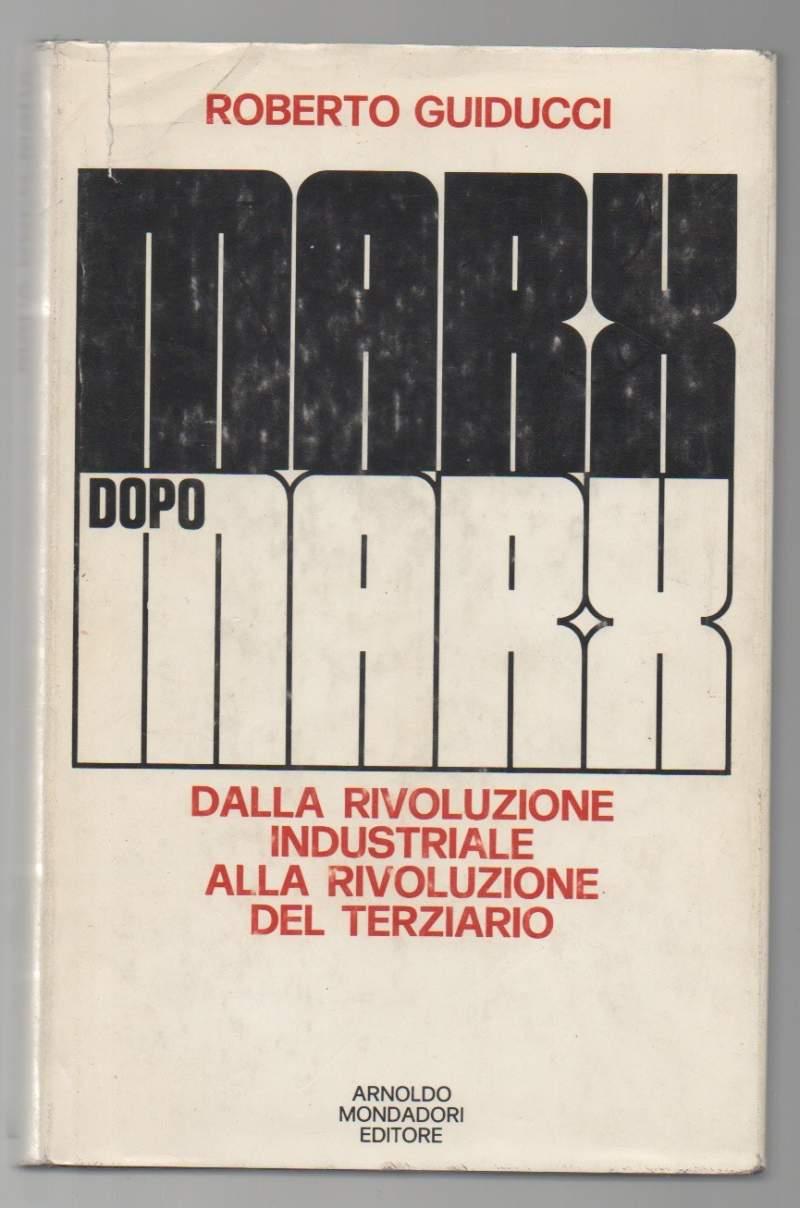 ROBERTO GUIDUCCI
MARX
DOPO
MARX
DALLA RIVOLUZIONE
INDUSTRIALE
ALLA RIVOLUZIONE
DEL TERZIARIO
ARNOLDO
MONDADORI
EDITORE